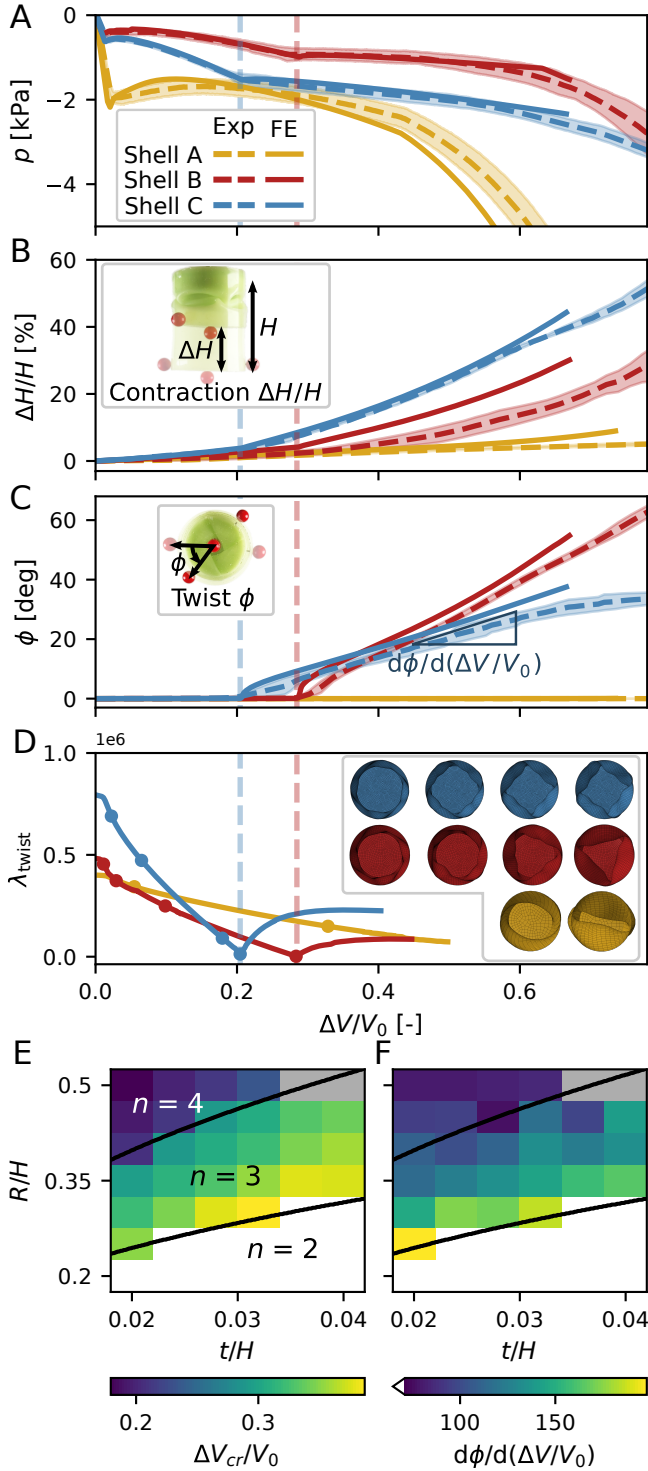 A
0
−2
−4
p [kPa]
Exp FE
Shell A
Shell B
Shell C
B
60
40
20
0
ΔH/H [%]
H
ΔH
Contraction ΔH/H
C
60
40
20
0
ϕ [deg]
ϕ
Twist ϕ
dϕ/d(ΔV/V₀)
D
1e6
1.0
0.5
0.0
λtwist
0.0 0.2 0.4 0.6
ΔV/V₀ [-]
E
0.5
0.35
0.2
R/H
n = 4
n = 3
n = 2
0.02 0.03 0.04
t/H
0.2 0.3
ΔVcr/V₀
F
0.02 0.03 0.04
t/H
100 150
dϕ/d(ΔV/V₀)